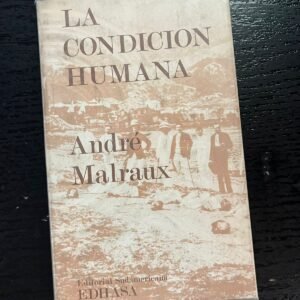 LA
CONDICION
HUMANA
André
Malraux
Editorial Sudamericana
EDHASA